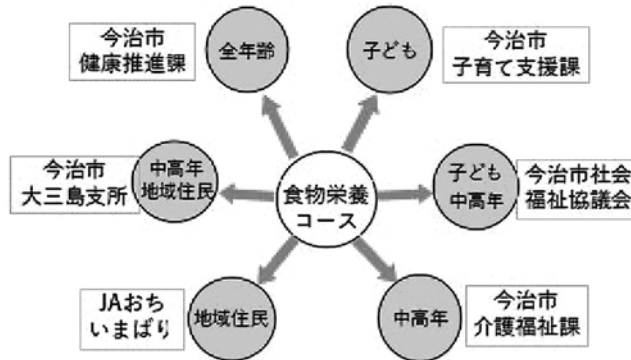 今治市
健康推進課
全年齢
子ども
今治市
子育て支援課
今治市
大三島支所
中高年
地域住民
食物栄養
コース
子ども
中高年
今治市社会
福祉協議会
JAおち
いまばり
地域住民
中高年
今治市
介護福祉課